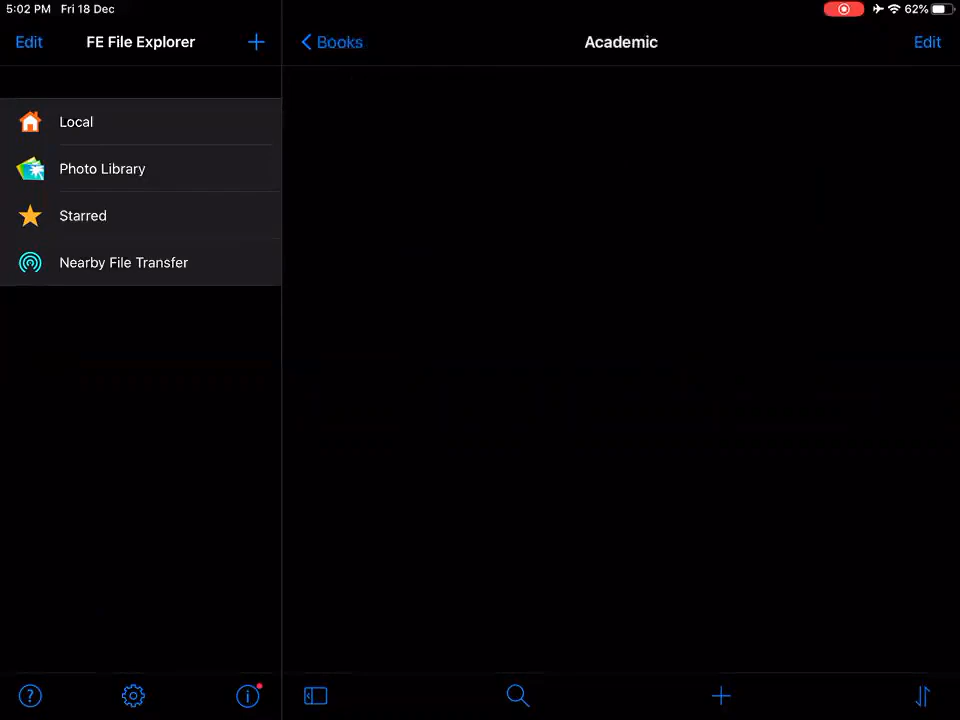 5:02 PM Fri 18 Dec 62%
Edit FE File Explorer
Books Academic Edit
Local
Photo Library
Starred
Nearby File Transfer